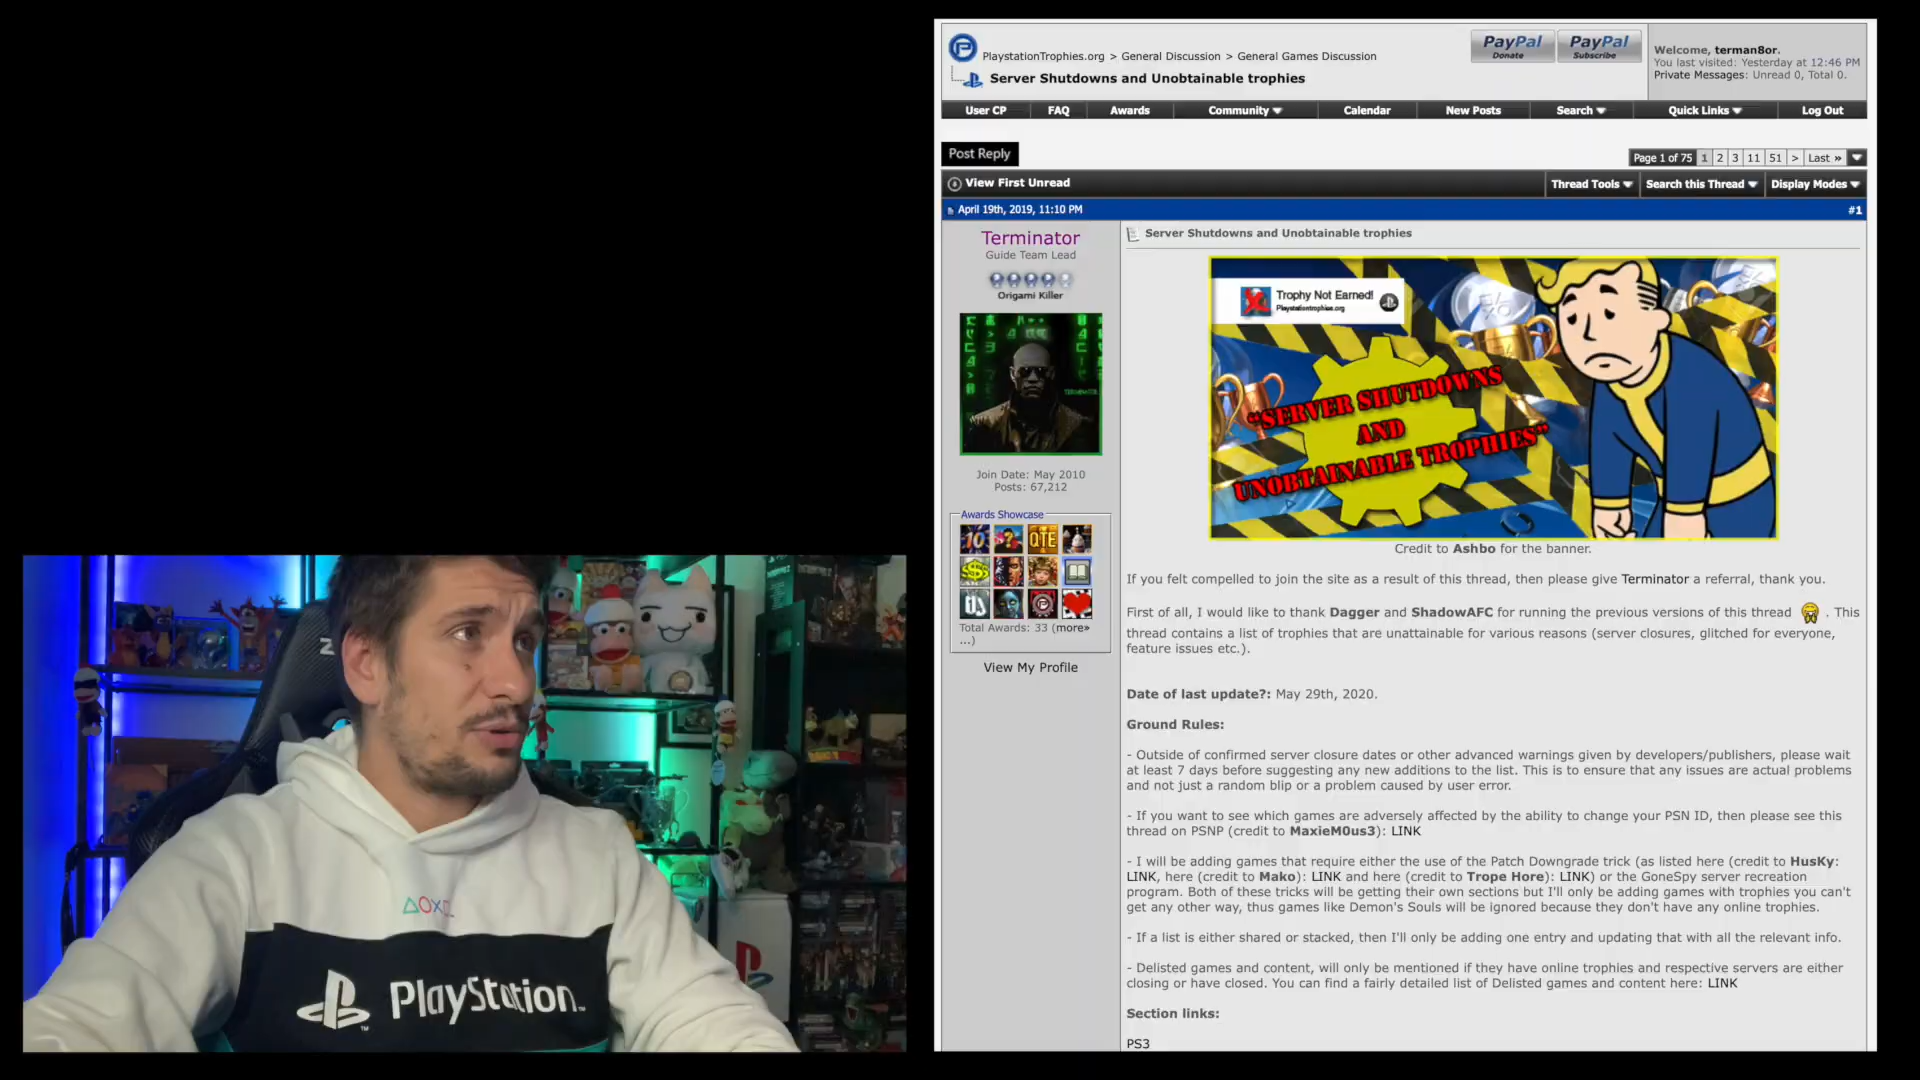 PlaystationTrophies.org > General Discussion > General Games Discussion
Server Shutdowns and Unobtainable trophies
PayPal
Donate
PayPal
Subscribe
Welcome, terman8or.
You last visited: Yesterday at 12:46 PM
Private Messages: Unread 0, Total 0.
User CP FAQ Awards Community Calendar New Posts Search Quick Links Log Out
Post Reply
Page 1 of 75 1 2 3 11 51 > Last »
View First Unread
Thread Tools Search this Thread Display Modes
April 19th, 2019, 11:10 PM #1
Terminator
Guide Team Lead
Origami Killer
Join Date: May 2010
Posts: 67,212
Awards Showcase
10
QTE
Total Awards: 33 (more»
...)
View My Profile
Server Shutdowns and Unobtainable trophies
Trophy Not Earned!
Playstationtrophies.org
"SERVER SHUTDOWNS
AND
UNOBTAINABLE TROPHIES"
Credit to Ashbo for the banner.
If you felt compelled to join the site as a result of this thread, then please give Terminator a referral, thank you.
First of all, I would like to thank Dagger and ShadowAFC for running the previous versions of this thread . This
thread contains a list of trophies that are unattainable for various reasons (server closures, glitched for everyone,
feature issues etc.).
Date of last update?: May 29th, 2020.
Ground Rules:
- Outside of confirmed server closure dates or other advanced warnings given by developers/publishers, please wait
at least 7 days before suggesting any new additions to the list. This is to ensure that any issues are actual problems
and not just a random blip or a problem caused by user error.
- If you want to see which games are adversely affected by the ability to change your PSN ID, then please see this
thread on PSNP (credit to MaxieM0us3): LINK
- I will be adding games that require either the use of the Patch Downgrade trick (as listed here (credit to HusKy:
LINK, here (credit to Mako): LINK and here (credit to Trope Hore): LINK) or the GoneSpy server recreation
program. Both of these tricks will be getting their own sections but I'll only be adding games with trophies you can't
get any other way, thus games like Demon's Souls will be ignored because they don't have any online trophies.
- If a list is either shared or stacked, then I'll only be adding one entry and updating that with all the relevant info.
- Delisted games and content, will only be mentioned if they have online trophies and respective servers are either
closing or have closed. You can find a fairly detailed list of Delisted games and content here: LINK
Section links:
PS3
PlayStation